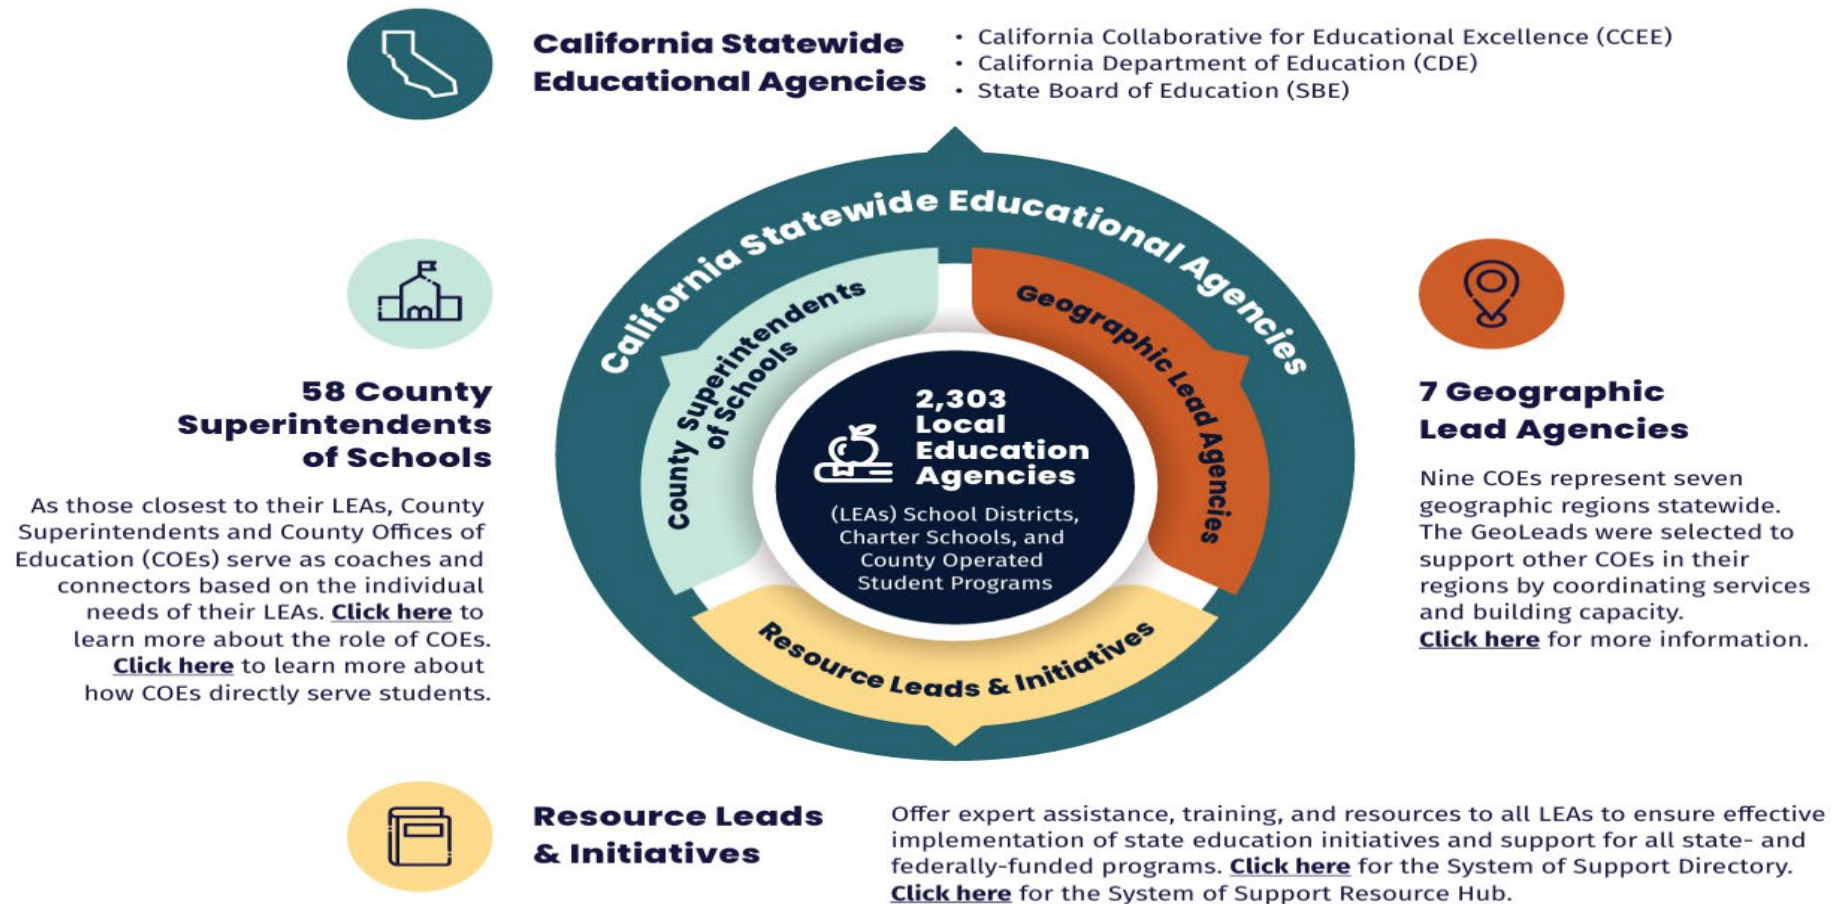 California Statewide
Educational Agencies
• California Collaborative for Educational Excellence (CCEE)
• California Department of Education (CDE)
• State Board of Education (SBE)
California Statewide Educational Agencies
County Superintendents
of Schools
Geographic Lead Agencies
Resource Leads & Initiatives
2,303
Local
Education
Agencies
(LEAs) School Districts,
Charter Schools, and
County Operated
Student Programs
58 County
Superintendents
of Schools
As those closest to their LEAs, County
Superintendents and County Offices of
Education (COEs) serve as coaches and
connectors based on the individual
needs of their LEAs. Click here to
learn more about the role of COEs.
Click here to learn more about
how COEs directly serve students.
7 Geographic
Lead Agencies
Nine COEs represent seven
geographic regions statewide.
The GeoLeads were selected to
support other COEs in their
regions by coordinating services
and building capacity.
Click here for more information.
Resource Leads
& Initiatives
Offer expert assistance, training, and resources to all LEAs to ensure effective
implementation of state education initiatives and support for all state- and
federally-funded programs. Click here for the System of Support Directory.
Click here for the System of Support Resource Hub.